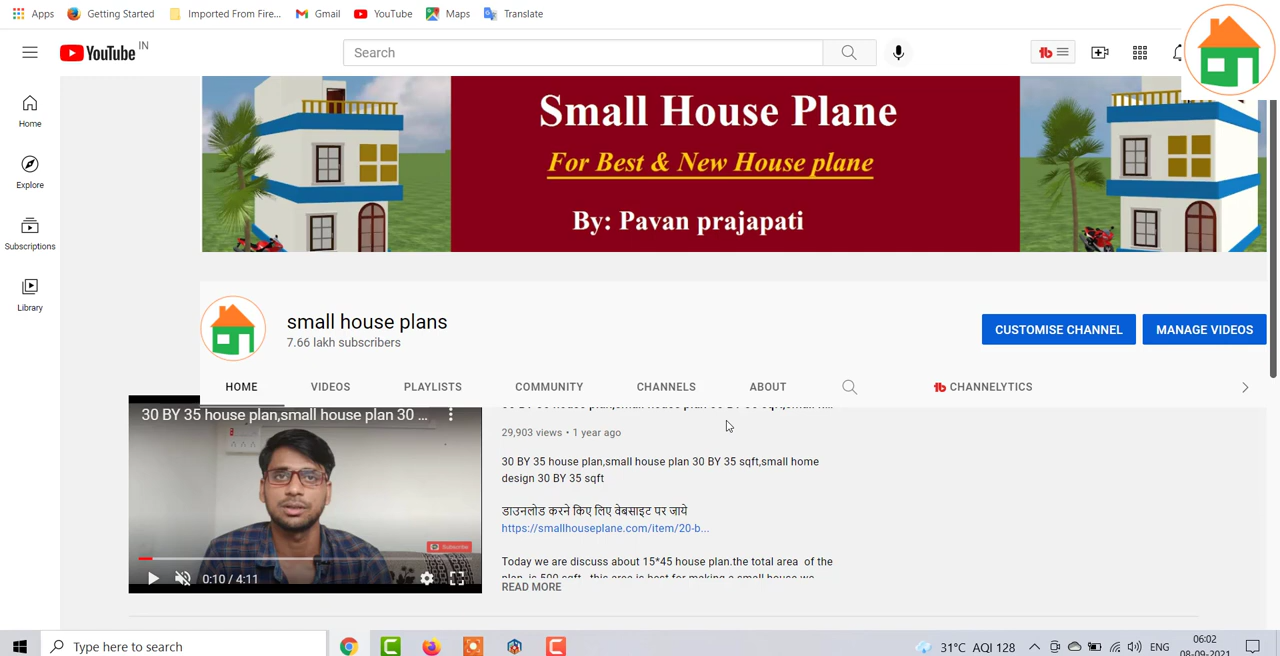 Apps Getting Started Imported From Fire... Gmail YouTube Maps Translate
YouTube IN
Search
Home
Explore
Subscriptions
Library
Small House Plane
For Best & New House plane
By: Pavan prajapati
small house plans
7.66 lakh subscribers
CUSTOMISE CHANNEL
MANAGE VIDEOS
HOME VIDEOS PLAYLISTS COMMUNITY CHANNELS ABOUT CHANNELYTICS
30 BY 35 house plan,small house plan 30 ...
Subscribe
0:10 / 4:11
29,903 views • 1 year ago
30 BY 35 house plan,small house plan 30 BY 35 sqft,small home
design 30 BY 35 sqft
डाउनलोड करने किए लिए वेबसाइट पर जाये
https://smallhouseplane.com/item/20-b...
Today we are discuss about 15*45 house plan.the total area of the
READ MORE
Type here to search
31°C AQI 128
ENG
06:02
08-09-2021